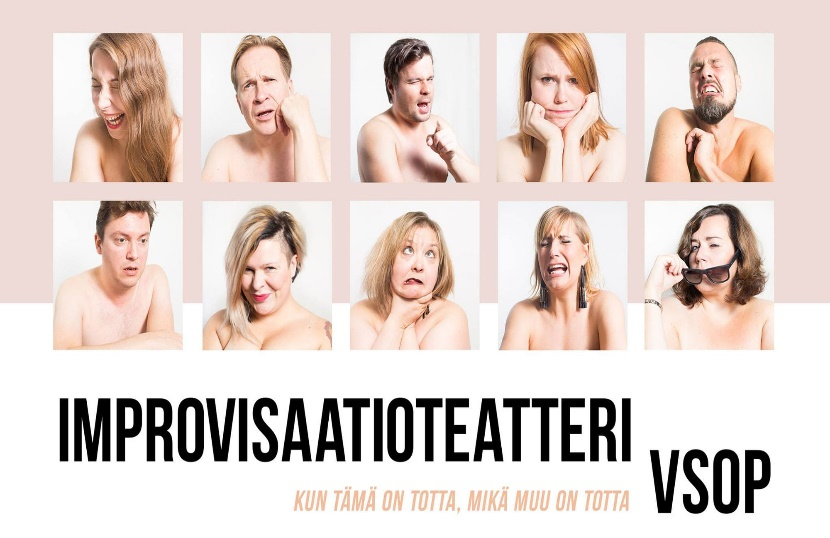 IMPROVISAATIOTEATTERI
VSOP
KUN TÄMÄ ON TOTTA, MIKÄ MUU ON TOTTA